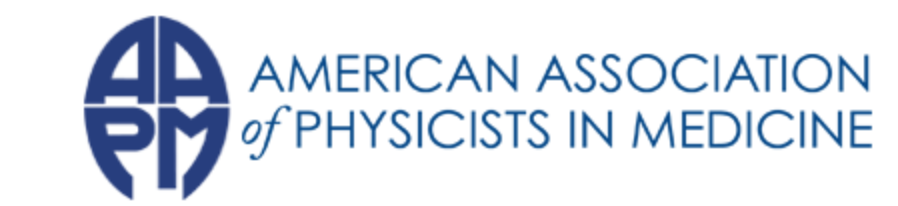 AA
PM
AMERICAN ASSOCIATION
of PHYSICISTS IN MEDICINE